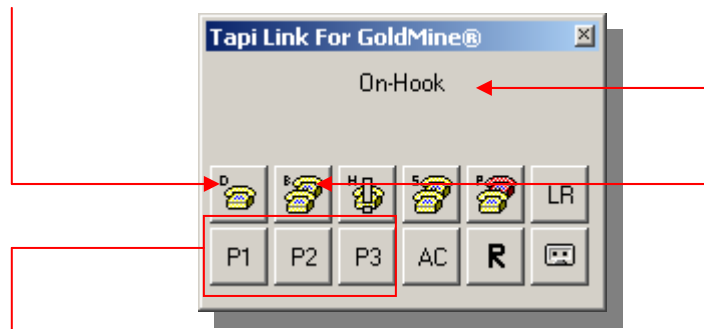 Tapi Link For GoldMine®
On-Hook
D B H S P LR
P1 P2 P3 AC R